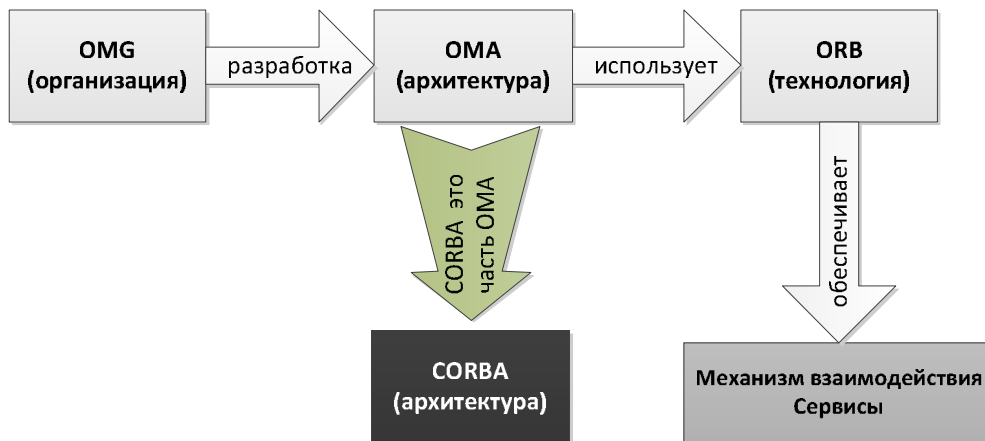 OMG
(организация)
разработка
OMA
(архитектура)
использует
ORB
(технология)
CORBA это
часть OMA
обеспечивает
CORBA
(архитектура)
Механизм взаимодействия
Сервисы